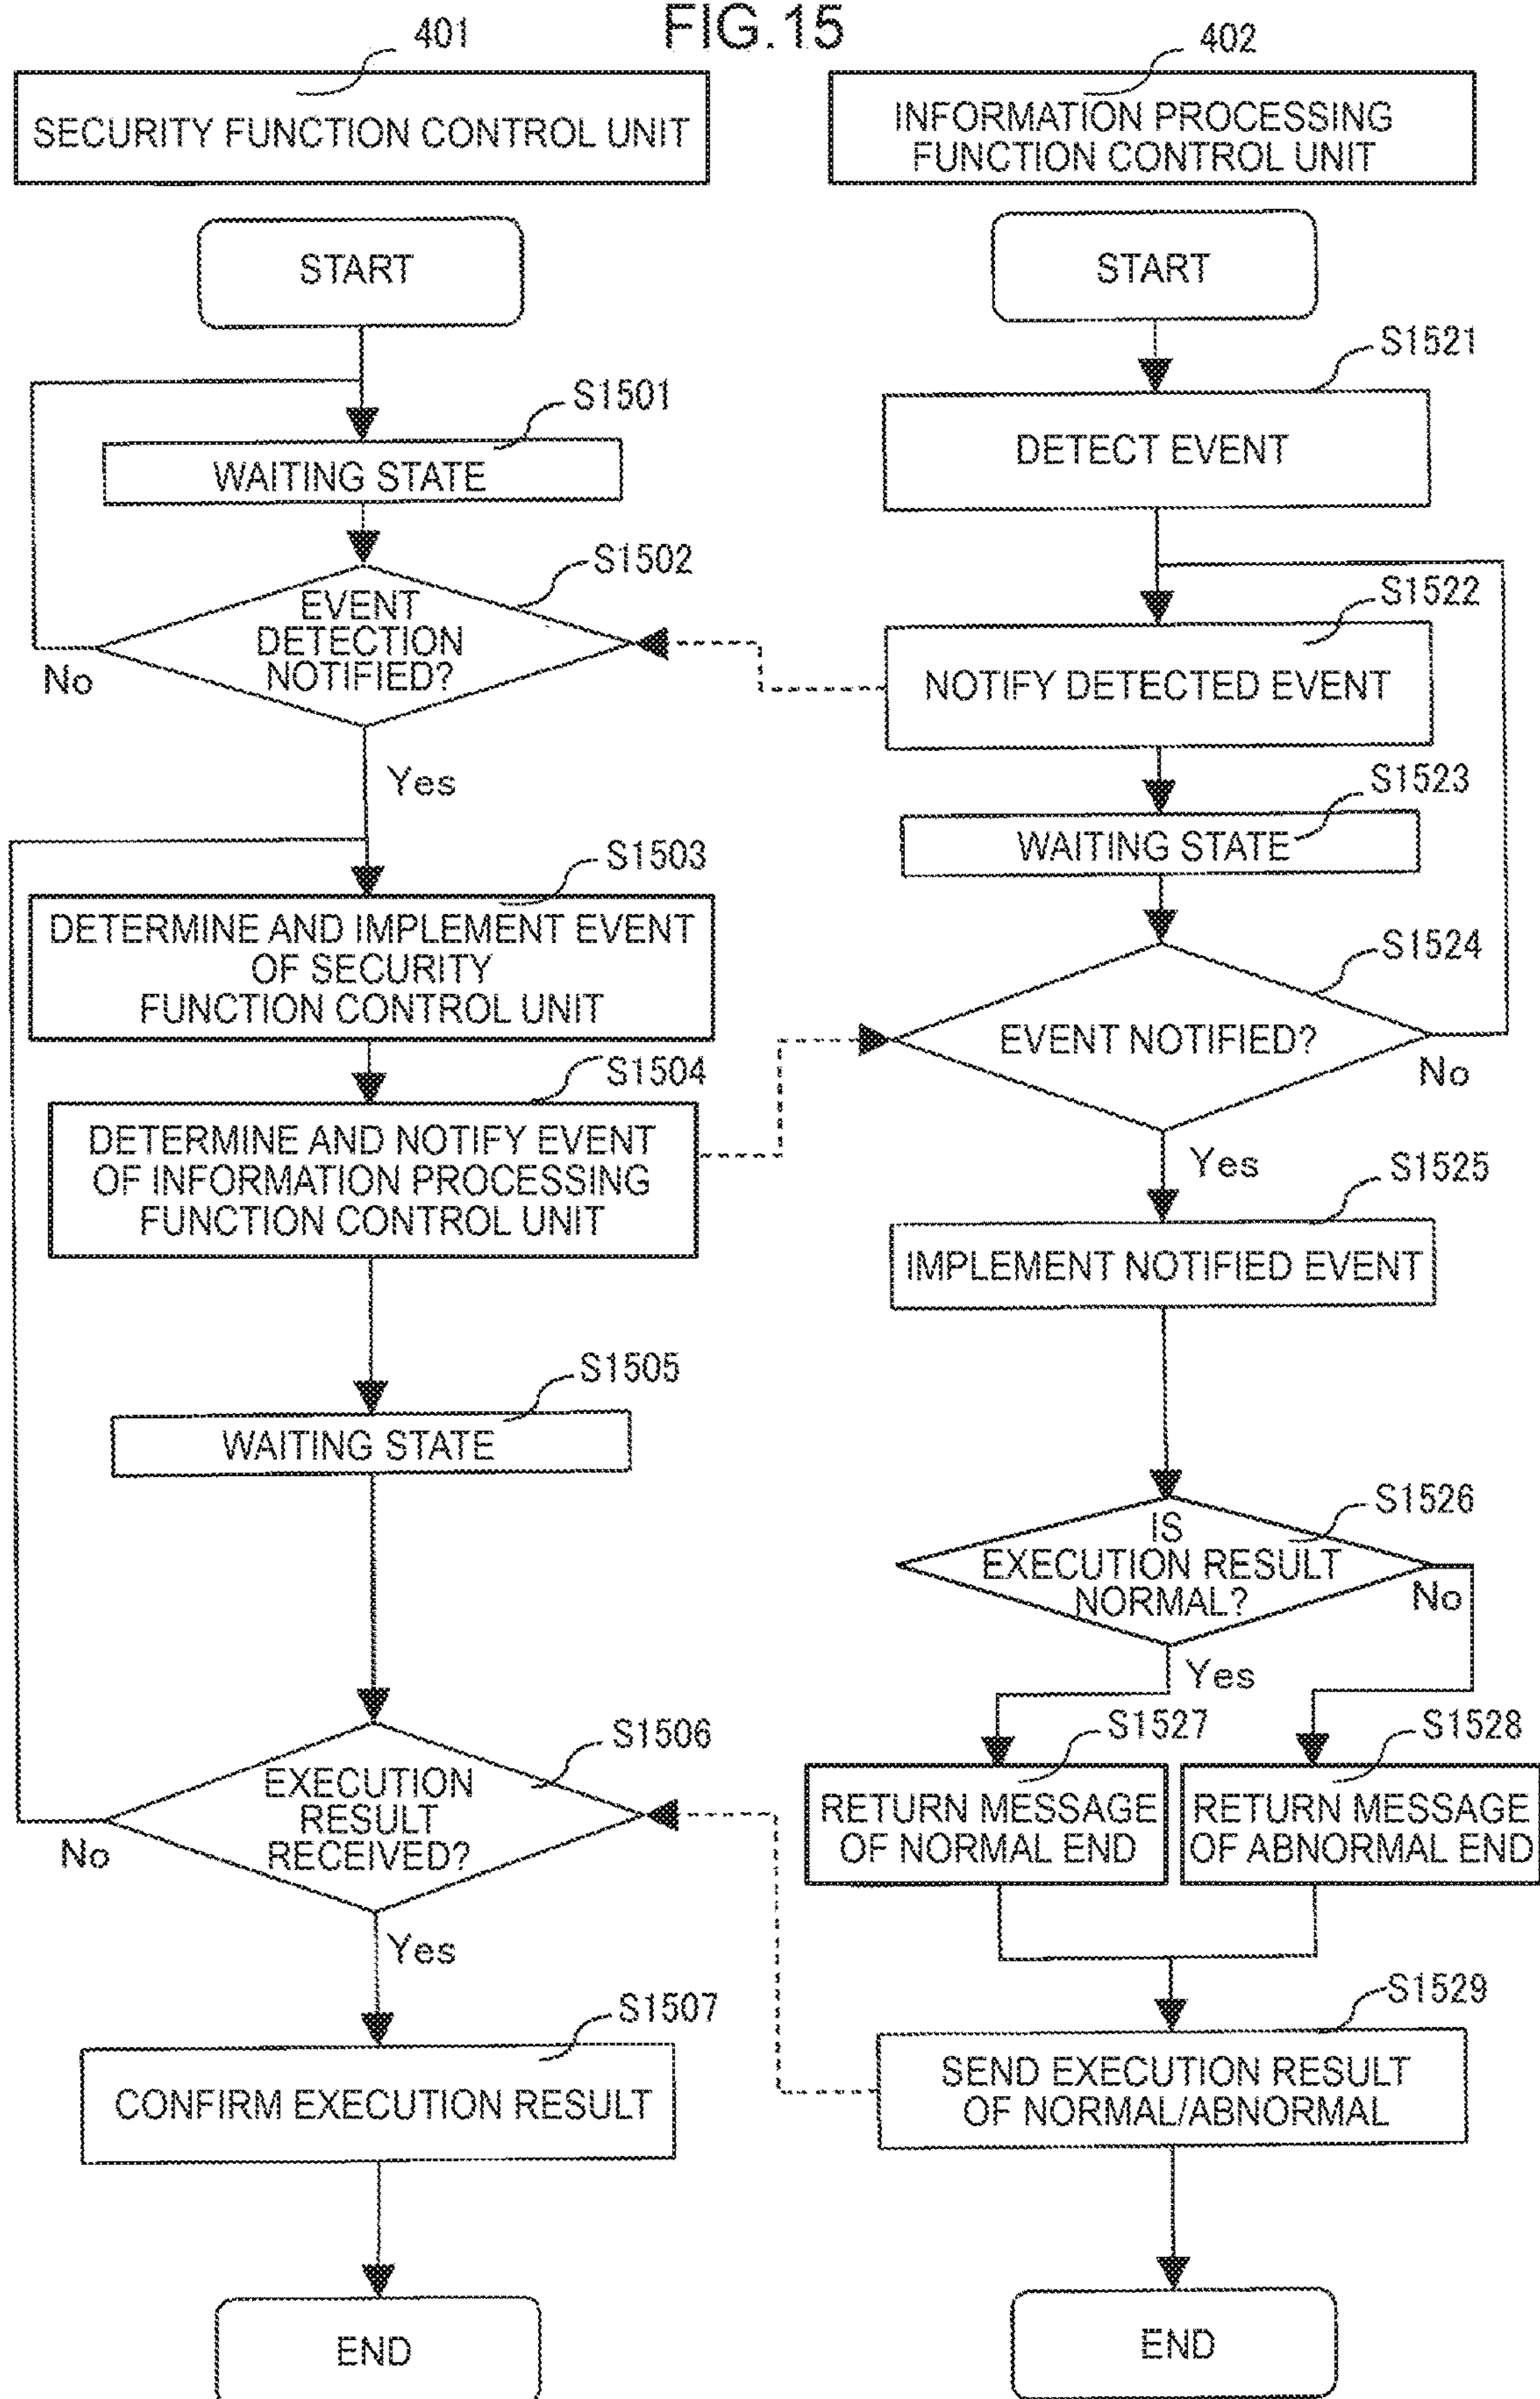 FIG.15
401
SECURITY FUNCTION CONTROL UNIT
START
S1501
WAITING STATE
S1502
EVENT
DETECTION
NOTIFIED?
No
Yes
S1503
DETERMINE AND IMPLEMENT EVENT
OF SECURITY
FUNCTION CONTROL UNIT
S1504
DETERMINE AND NOTIFY EVENT
OF INFORMATION PROCESSING
FUNCTION CONTROL UNIT
S1505
WAITING STATE
S1506
EXECUTION
RESULT
RECEIVED?
No
Yes
S1507
CONFIRM EXECUTION RESULT
END
402
INFORMATION PROCESSING
FUNCTION CONTROL UNIT
START
S1521
DETECT EVENT
S1522
NOTIFY DETECTED EVENT
S1523
WAITING STATE
S1524
EVENT NOTIFIED?
No
Yes
S1525
IMPLEMENT NOTIFIED EVENT
S1526
IS
EXECUTION RESULT
NORMAL?
No
Yes
S1527
RETURN MESSAGE
OF NORMAL END
S1528
RETURN MESSAGE
OF ABNORMAL END
S1529
SEND EXECUTION RESULT
OF NORMAL/ABNORMAL
END